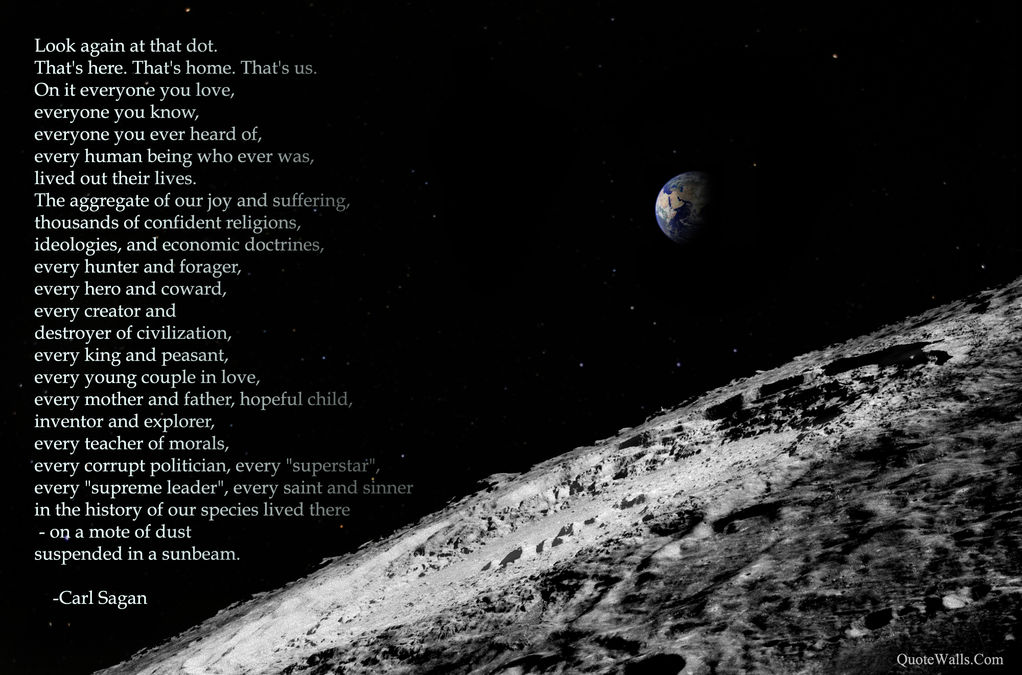 Look again at that dot.
That's here. That's home. That's us.
On it everyone you love,
everyone you know,
everyone you ever heard of,
every human being who ever was,
lived out their lives.
The aggregate of our joy and suffering,
thousands of confident religions,
ideologies, and economic doctrines,
every hunter and forager,
every hero and coward,
every creator and
destroyer of civilization,
every king and peasant,
every young couple in love,
every mother and father, hopeful child,
inventor and explorer,
every teacher of morals,
every corrupt politician, every "superstar",
every "supreme leader", every saint and sinner
in the history of our species lived there
- on a mote of dust
suspended in a sunbeam.
-Carl Sagan
QuoteWalls.Com